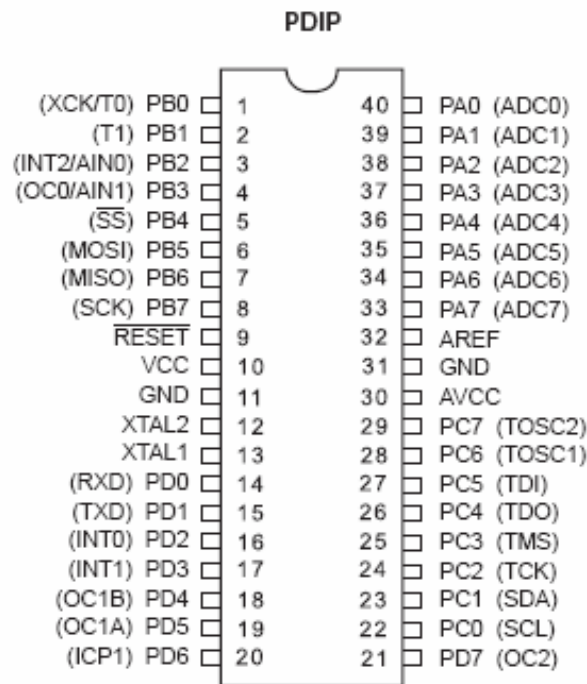 PDIP
(XCK/T0) PB0 1 40 PA0 (ADC0)
(T1) PB1 2 39 PA1 (ADC1)
(INT2/AIN0) PB2 3 38 PA2 (ADC2)
(OC0/AIN1) PB3 4 37 PA3 (ADC3)
(S̅S̅) PB4 5 36 PA4 (ADC4)
(MOSI) PB5 6 35 PA5 (ADC5)
(MISO) PB6 7 34 PA6 (ADC6)
(SCK) PB7 8 33 PA7 (ADC7)
R̅E̅S̅E̅T̅ 9 32 AREF
VCC 10 31 GND
GND 11 30 AVCC
XTAL2 12 29 PC7 (TOSC2)
XTAL1 13 28 PC6 (TOSC1)
(RXD) PD0 14 27 PC5 (TDI)
(TXD) PD1 15 26 PC4 (TDO)
(INT0) PD2 16 25 PC3 (TMS)
(INT1) PD3 17 24 PC2 (TCK)
(OC1B) PD4 18 23 PC1 (SDA)
(OC1A) PD5 19 22 PC0 (SCL)
(ICP1) PD6 20 21 PD7 (OC2)